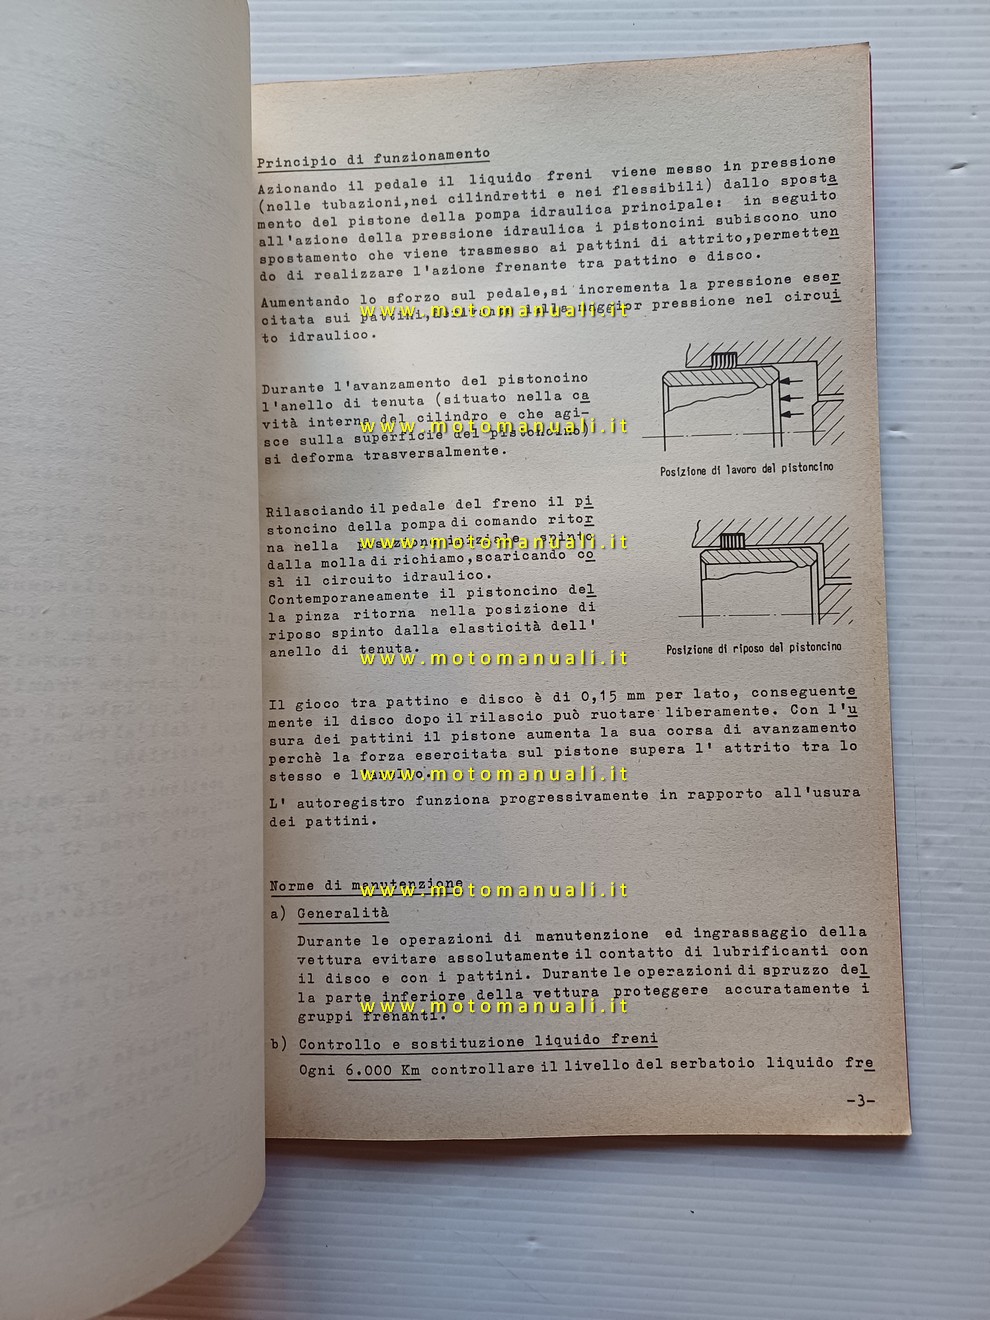 Principio di funzionamento
Azionando il pedale il liquido freni viene messo in pressione
(nelle tubazioni,nei cilindretti e nei flessibili) dallo sposta
mento del pistone della pompa idraulica principale: in seguito
all'azione della pressione idraulica i pistoncini subiscono uno
spostamento che viene trasmesso ai pattini di attrito,permetten
do di realizzare l'azione frenante tra pattino e disco.
Aumentando lo sforzo sul pedale,si incrementa la pressione eser
citata sui pattini, pressione nel circui
www.motomanuali.it
to idraulico.
Durante l'avanzamento del pistoncino
l'anello di tenuta (situato nella ca
vità interna del cilindro e che agi-
www.motomanuali.it
sce sulla superficie del pistoncino)
si deforma trasversalmente.
Posizione di lavoro del pistoncino
Rilasciando il pedale del freno il pi
stoncino della pompa di comando ritor
na nella posizione iniziale spinto
www.motomanuali.it
dalla molla di richiamo,scaricando co
sì il circuito idraulico.
Contemporaneamente il pistoncino del
la pinza ritorna nella posizione di
riposo spinto dalla elasticità dell'
anello di tenuta.
www.motomanuali.it
Posizione di riposo del pistoncino
Il gioco tra pattino e disco è di 0,15 mm per lato, conseguente
mente il disco dopo il rilascio può ruotare liberamente. Con l'u
sura dei pattini il pistone aumenta la sua corsa di avanzamento
perchè la forza esercitata sul pistone supera l' attrito tra lo
stesso e l'anello.
www.motomanuali.it
L' autoregistro funziona progressivamente in rapporto all'usura
dei pattini.
Norme di manutenzione
www.motomanuali.it
a) Generalità
Durante le operazioni di manutenzione ed ingrassaggio della
vettura evitare assolutamente il contatto di lubrificanti con
il disco e con i pattini. Durante le operazioni di spruzzo del
la parte inferiore della vettura proteggere accuratamente i
www.motomanuali.it
gruppi frenanti.
b) Controllo e sostituzione liquido freni
Ogni 6.000 Km controllare il livello del serbatoio liquido fre
-3-